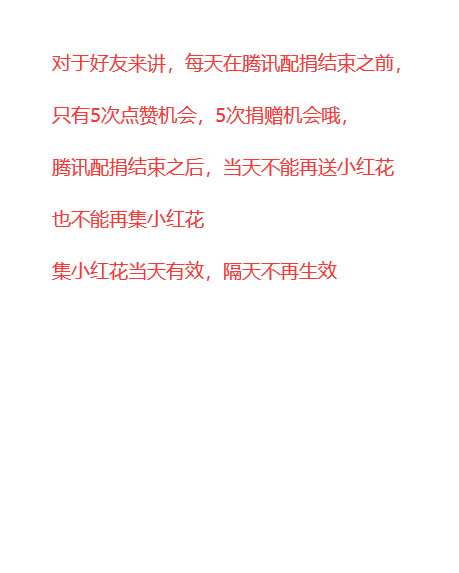 对于好友来讲，每天在腾讯配捐结束之前，
只有5次点赞机会，5次捐赠机会哦，
腾讯配捐结束之后，当天不能再送小红花
也不能再集小红花
集小红花当天有效，隔天不再生效